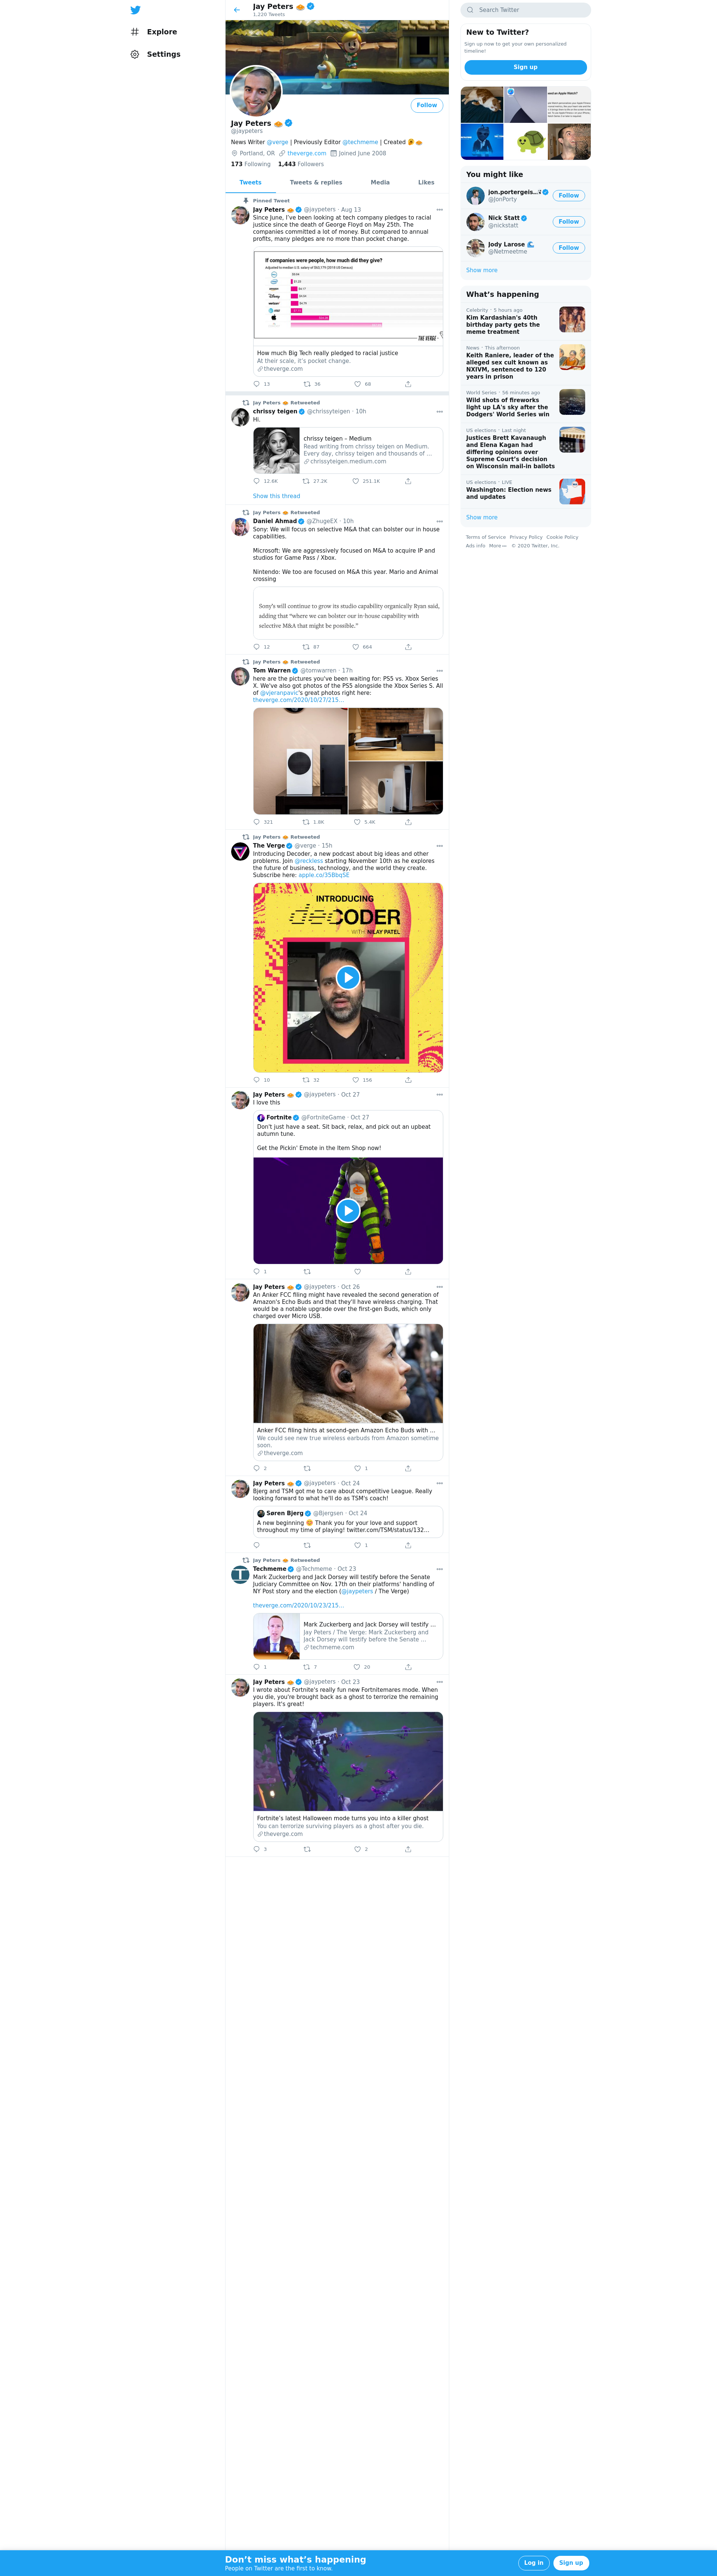 Explore
Settings
Jay Peters
1,220 Tweets
Follow
Jay Peters
@jaypeters
News Writer @verge | Previously Editor @techmeme | Created
Portland, OR theverge.com Joined June 2008
173 Following 1,443 Followers
Tweets Tweets & replies Media Likes
Pinned Tweet
Jay Peters @jaypeters · Aug 13
Since June, I've been looking at tech company pledges to racial
justice since the death of George Floyd on May 25th. The
companies committed a lot of money. But compared to annual
profits, many pledges are no more than pocket change.
If companies were people, how much did they give?
THE VERGE
How much Big Tech really pledged to racial justice
At their scale, it's pocket change.
theverge.com
13 36 68
Jay Peters Retweeted
chrissy teigen @chrissyteigen · 10h
Hi.
chrissy teigen – Medium
Read writing from chrissy teigen on Medium.
Every day, chrissy teigen and thousands of ...
chrissyteigen.medium.com
12.6K 27.2K 251.1K
Show this thread
Jay Peters Retweeted
Daniel Ahmad @ZhugeEX · 10h
Sony: We will focus on selective M&A that can bolster our in house
capabilities.
Microsoft: We are aggressively focused on M&A to acquire IP and
studios for Game Pass / Xbox.
Nintendo: We too are focused on M&A this year. Mario and Animal
crossing
Sony's will continue to grow its studio capability organically Ryan said,
adding that "where we can bolster our in-house capability with
selective M&A that might be possible."
12 87 664
Jay Peters Retweeted
Tom Warren @tomwarren · 17h
here are the pictures you've been waiting for: PS5 vs. Xbox Series
X. We've also got photos of the PS5 alongside the Xbox Series S. All
of @vjeranpavic's great photos right here:
theverge.com/2020/10/27/215...
321 1.8K 5.4K
Jay Peters Retweeted
The Verge @verge · 15h
Introducing Decoder, a new podcast about big ideas and other
problems. Join @reckless starting November 10th as he explores
the future of business, technology, and the world they create.
Subscribe here: apple.co/35BbqSE
INTRODUCING
decODER
WITH NILAY PATEL
10 32 156
Jay Peters @jaypeters · Oct 27
I love this
Fortnite @FortniteGame · Oct 27
Don't just have a seat. Sit back, relax, and pick out an upbeat
autumn tune.
Get the Pickin' Emote in the Item Shop now!
1
Jay Peters @jaypeters · Oct 26
An Anker FCC filing might have revealed the second generation of
Amazon's Echo Buds and that they'll have wireless charging. That
would be a notable upgrade over the first-gen Buds, which only
charged over Micro USB.
Anker FCC filing hints at second-gen Amazon Echo Buds with ...
We could see new true wireless earbuds from Amazon sometime
soon.
theverge.com
2 1
Jay Peters @jaypeters · Oct 24
Bjerg and TSM got me to care about competitive League. Really
looking forward to what he'll do as TSM's coach!
Søren Bjerg @Bjergsen · Oct 24
A new beginning Thank you for your love and support
throughout my time of playing! twitter.com/TSM/status/132...
1
Jay Peters Retweeted
Techmeme @Techmeme · Oct 23
Mark Zuckerberg and Jack Dorsey will testify before the Senate
Judiciary Committee on Nov. 17th on their platforms' handling of
NY Post story and the election (@jaypeters / The Verge)
theverge.com/2020/10/23/215...
Mark Zuckerberg and Jack Dorsey will testify ...
Jay Peters / The Verge: Mark Zuckerberg and
Jack Dorsey will testify before the Senate ...
techmeme.com
1 7 20
Jay Peters @jaypeters · Oct 23
I wrote about Fortnite's really fun new Fortnitemares mode. When
you die, you're brought back as a ghost to terrorize the remaining
players. It's great!
Fortnite's latest Halloween mode turns you into a killer ghost
You can terrorize surviving players as a ghost after you die.
theverge.com
3 2
Search Twitter
New to Twitter?
Sign up now to get your own personalized
timeline!
Sign up
You might like
jon.portergeis...
@JonPorty
Follow
Nick Statt
@nickstatt
Follow
Jody Larose
@Netmeetme
Follow
Show more
What's happening
Celebrity · 5 hours ago
Kim Kardashian's 40th
birthday party gets the
meme treatment
News · This afternoon
Keith Raniere, leader of the
alleged sex cult known as
NXIVM, sentenced to 120
years in prison
World Series · 56 minutes ago
Wild shots of fireworks
light up LA's sky after the
Dodgers' World Series win
US elections · Last night
Justices Brett Kavanaugh
and Elena Kagan had
differing opinions over
Supreme Court's decision
on Wisconsin mail-in ballots
US elections · LIVE
Washington: Election news
and updates
Show more
Terms of Service Privacy Policy Cookie Policy
Ads info More © 2020 Twitter, Inc.
Don't miss what's happening
People on Twitter are the first to know.
Log in Sign up